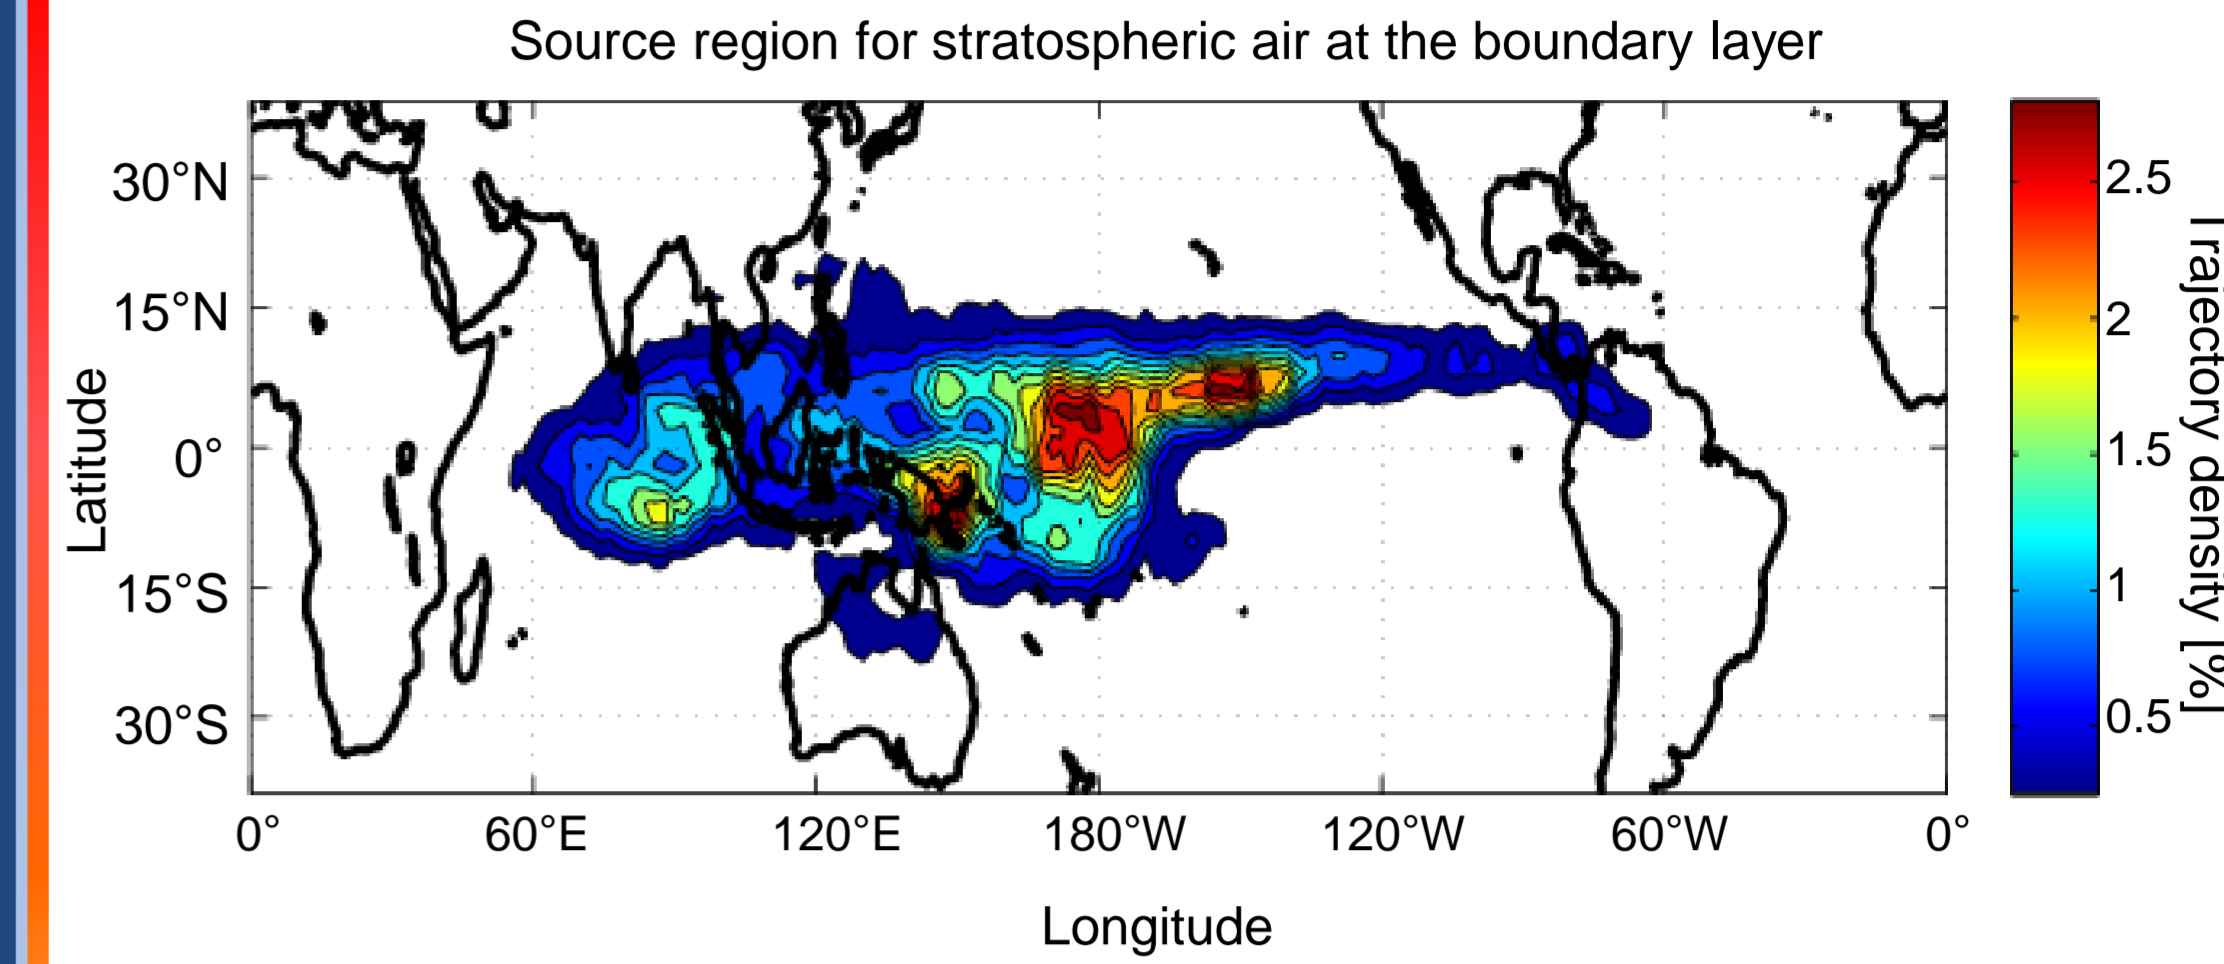 Source region for stratospheric air at the boundary layer
30°N
15°N
0°
15°S
30°S
Latitude
0°
60°E
120°E
180°W
120°W
60°W
0°
Longitude
2.5
2
1.5
1
0.5
Trajectory density [%]